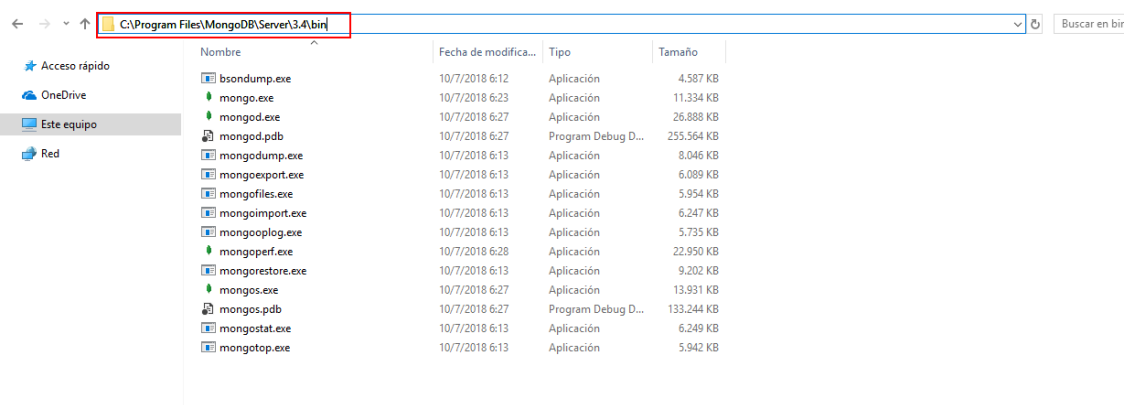 C:\Program Files\MongoDB\Server\3.4\bin
Buscar en bin
Nombre Fecha de modifica... Tipo Tamaño
Acceso rápido
OneDrive
Este equipo
Red
bsondump.exe 10/7/2018 6:12 Aplicación 4.587 KB
mongo.exe 10/7/2018 6:23 Aplicación 11.334 KB
mongod.exe 10/7/2018 6:27 Aplicación 26.888 KB
mongod.pdb 10/7/2018 6:27 Program Debug D... 255.564 KB
mongodump.exe 10/7/2018 6:13 Aplicación 8.046 KB
mongoexport.exe 10/7/2018 6:13 Aplicación 6.089 KB
mongofiles.exe 10/7/2018 6:13 Aplicación 5.954 KB
mongoimport.exe 10/7/2018 6:13 Aplicación 6.247 KB
mongooplog.exe 10/7/2018 6:13 Aplicación 5.735 KB
mongoperf.exe 10/7/2018 6:28 Aplicación 22.950 KB
mongorestore.exe 10/7/2018 6:13 Aplicación 9.202 KB
mongos.exe 10/7/2018 6:27 Aplicación 13.931 KB
mongos.pdb 10/7/2018 6:27 Program Debug D... 133.244 KB
mongostat.exe 10/7/2018 6:13 Aplicación 6.249 KB
mongotop.exe 10/7/2018 6:13 Aplicación 5.942 KB